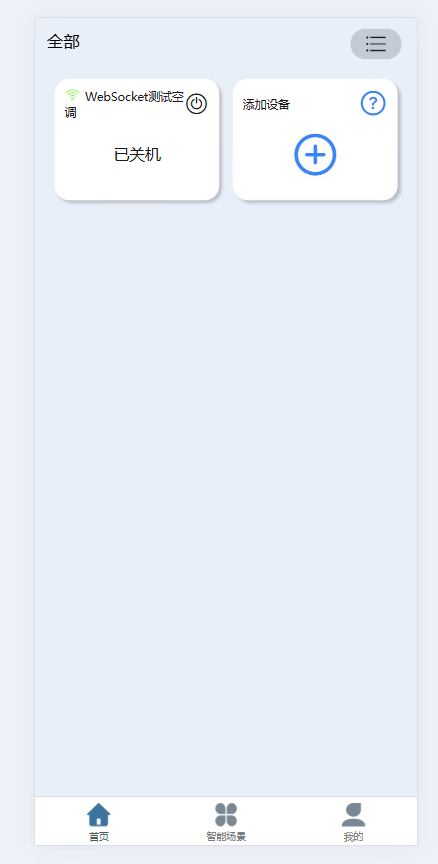 全部
WebSocket测试空
调
已关机
添加设备
?
首页
智能场景
我的